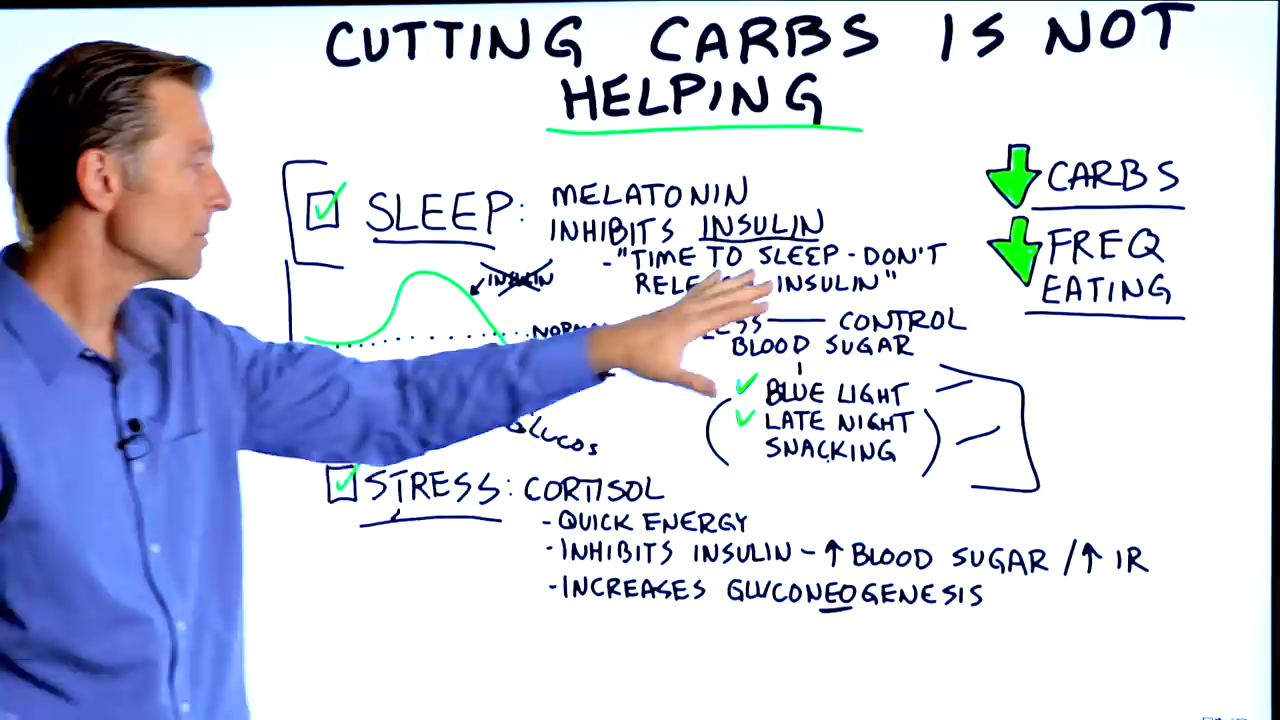 CUTTING CARBS IS NOT
HELPING
SLEEP: MELATONIN
INHIBITS INSULIN
- "TIME TO SLEEP - DON'T
INSULIN"
INSULIN
CONTROL
BLOOD SUGAR
BLUE LIGHT
LATE NIGHT
SNACKING
STRESS: CORTISOL
- QUICK ENERGY
- INHIBITS INSULIN - ↑ BLOOD SUGAR / ↑ IR
- INCREASES GLUCONEOGENESIS
↓ CARBS
↓ FREQ
EATING